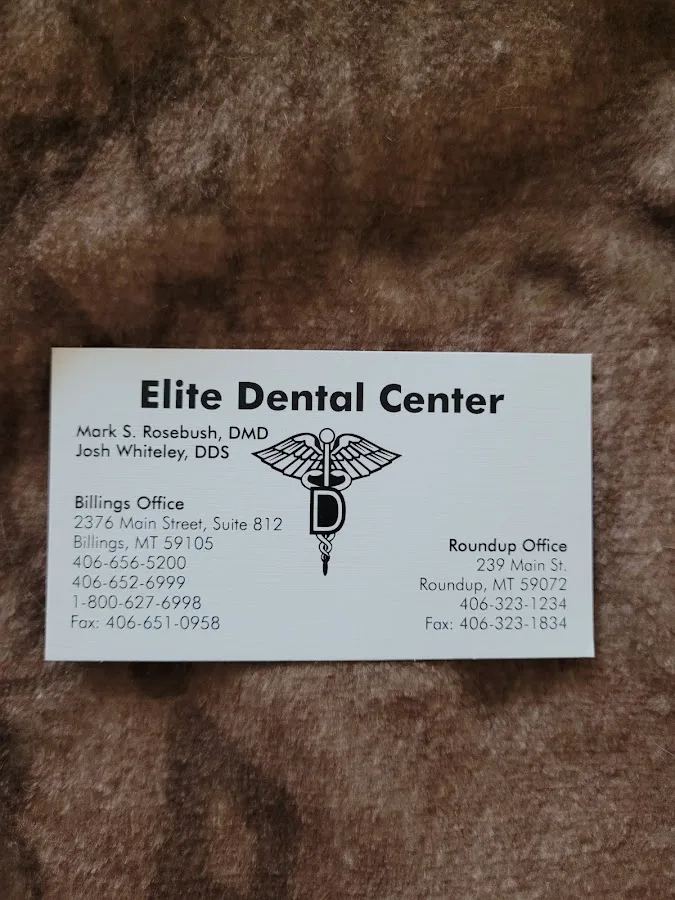 Elite Dental Center
Mark S. Rosebush, DMD
Josh Whiteley, DDS
D
Billings Office
2376 Main Street, Suite 812
Billings, MT 59105
406-656-5200
406-652-6999
1-800-627-6998
Fax: 406-651-0958
Roundup Office
239 Main St.
Roundup, MT 59072
406-323-1234
Fax: 406-323-1834